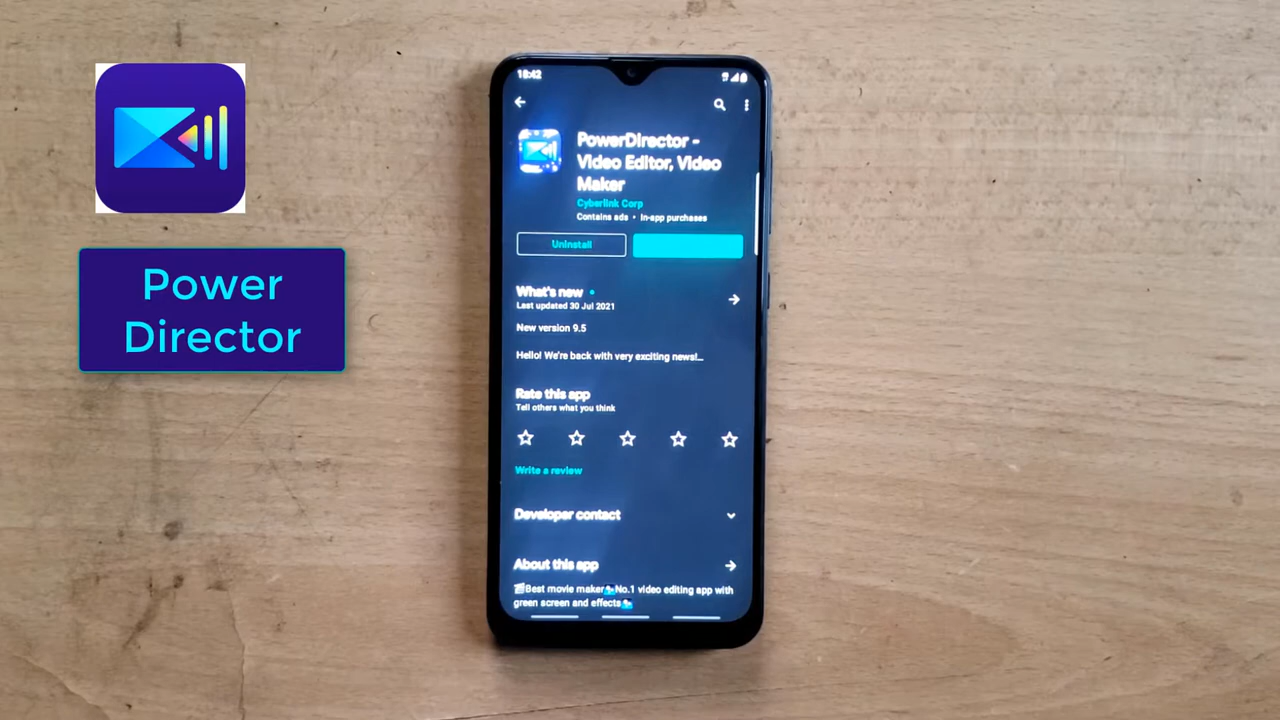 Power
Director
18:42
PowerDirector -
Video Editor, Video
Maker
Cyberlink Corp
Contains ads • In-app purchases
Uninstall
What's new
Last updated 30 Jul 2021
New version 9.5
Hello! We're back with very exciting news!...
Rate this app
Tell others what you think
Write a review
Developer contact
About this app
Best movie maker No.1 video editing app with
green screen and effects